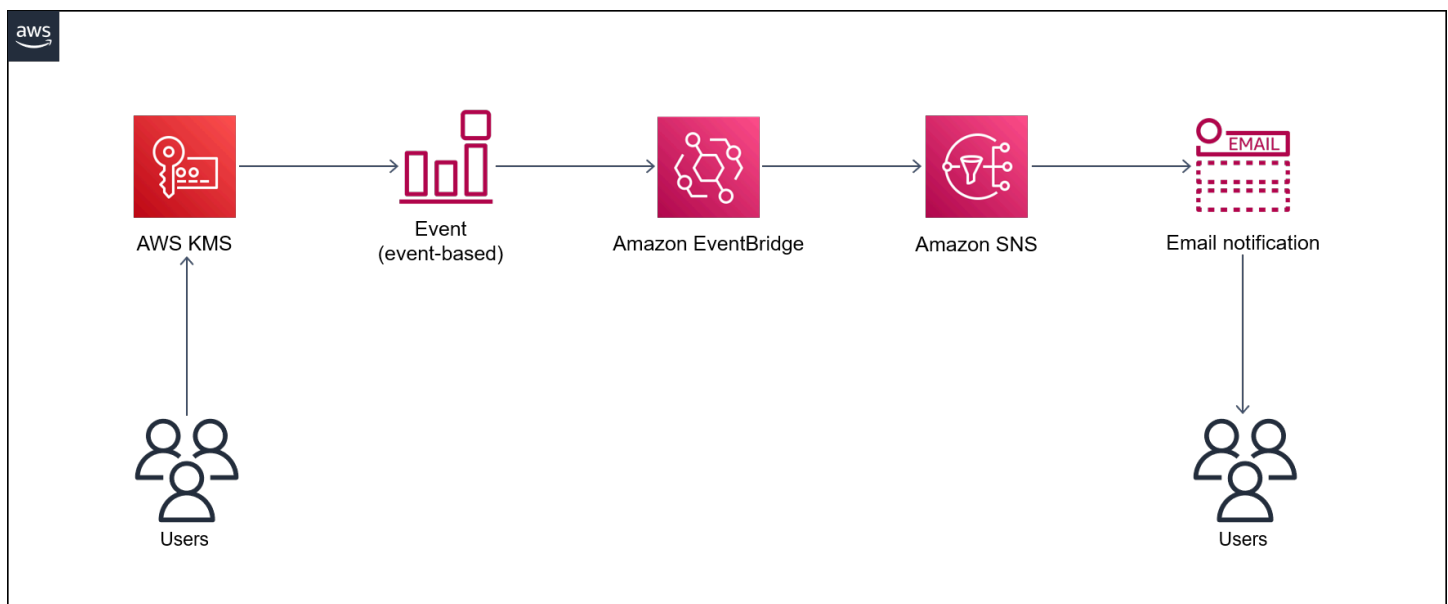 aws
EMAIL
AWS KMS
Event
(event-based)
Amazon EventBridge
Amazon SNS
Email notification
Users
Users